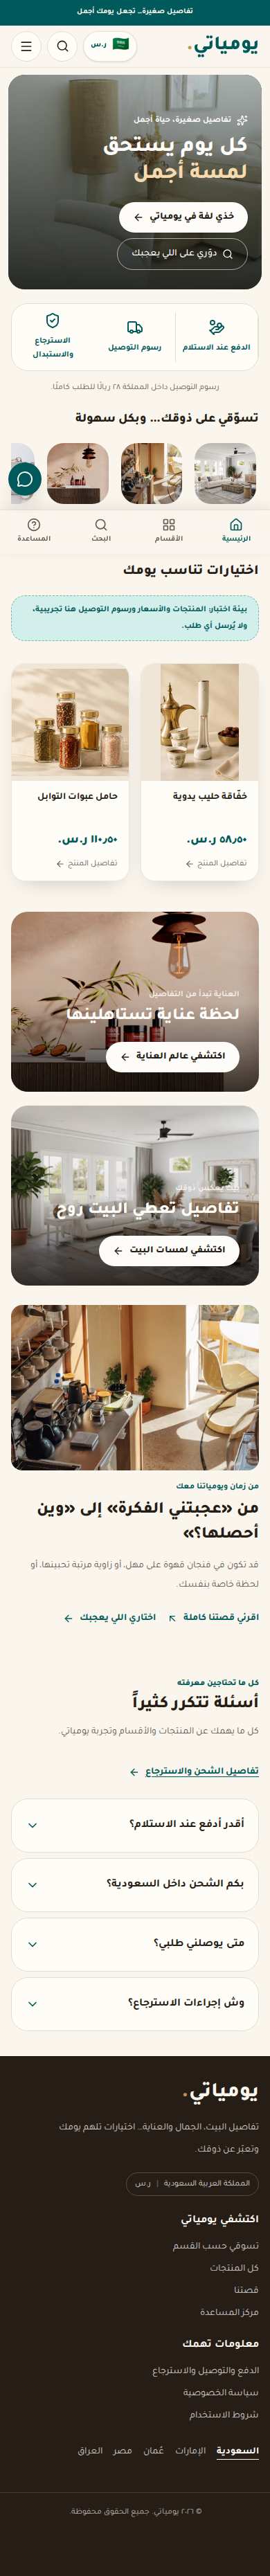 تفاصيل صغيرة… تجعل يومك أجمل
يومياتي.
ر.س
تفاصيل صغيرة، حياة أجمل
كل يوم يستحق
لمسة أجمل
خذي لفة في يومياتي
دوّري على اللي يعجبك
الدفع عند الاستلام
رسوم التوصيل
الاسترجاع والاستبدال
رسوم التوصيل داخل المملكة ٢٨ ريالًا للطلب كاملًا.
تسوّقي على ذوقك… وبكل سهولة
الرئيسية
الأقسام
البحث
المساعدة
اختيارات تناسب يومك
بيئة اختبار: المنتجات والأسعار ورسوم التوصيل هنا تجريبية،
ولا يُرسل أي طلب.
خفّاقة حليب يدوية
٥٨٫٥٠ ر.س.
تفاصيل المنتج
حامل عبوات التوابل
١١٠٫٥٠ ر.س.
تفاصيل المنتج
العناية تبدأ من التفاصيل
لحظة عناية تستاهلينها
اكتشفي عالم العناية
بيت يعكس ذوقك
تفاصيل تعطي البيت روح
اكتشفي لمسات البيت
من زمان ويومياتنا معك
من «عجبتني الفكرة» إلى «وين
أحصلها؟»
قد تكون في فنجان قهوة على مهل، أو زاوية مرتبة تحبينها، أو
لحظة خاصة بنفسك.
اقرئي قصتنا كاملة
اختاري اللي يعجبك
كل ما تحتاجين معرفته
أسئلة تتكرر كثيراً
كل ما يهمك عن المنتجات والأقسام وتجربة يومياتي.
تفاصيل الشحن والاسترجاع
أقدر أدفع عند الاستلام؟
بكم الشحن داخل السعودية؟
متى يوصلني طلبي؟
وش إجراءات الاسترجاع؟
يومياتي.
تفاصيل البيت، الجمال والعناية… اختيارات تلهم يومك
وتعبّر عن ذوقك.
المملكة العربية السعودية | ر.س
اكتشفي يومياتي
تسوقي حسب القسم
كل المنتجات
قصتنا
مركز المساعدة
معلومات تهمك
الدفع والتوصيل والاسترجاع
سياسة الخصوصية
شروط الاستخدام
السعودية الإمارات عُمان مصر العراق
© ٢٠٢٦ يومياتي. جميع الحقوق محفوظة.